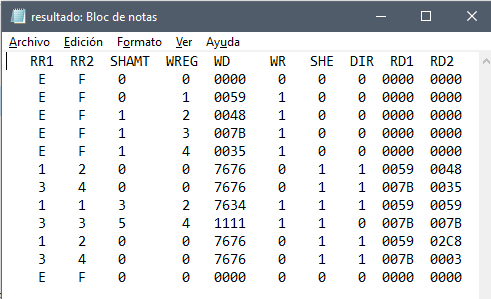 resultado: Bloc de notas
Archivo Edición Formato Ver Ayuda
RR1 RR2 SHAMT WREG WD WR SHE DIR RD1 RD2
E F 0 0 0000 0 0 0 0000 0000
E F 0 1 0059 1 0 0 0000 0000
E F 1 2 0048 1 0 0 0000 0000
E F 1 3 007B 1 0 0 0000 0000
E F 1 4 0035 1 0 0 0000 0000
1 2 0 0 7676 0 1 1 0059 0048
3 4 0 0 7676 0 1 1 007B 0035
1 1 3 2 7634 1 1 1 0059 0059
3 3 5 4 1111 1 1 0 007B 007B
1 2 0 0 7676 0 1 1 0059 02C8
3 4 0 0 7676 0 1 1 007B 0003
E F 0 0 0000 0 0 0 0000 0000